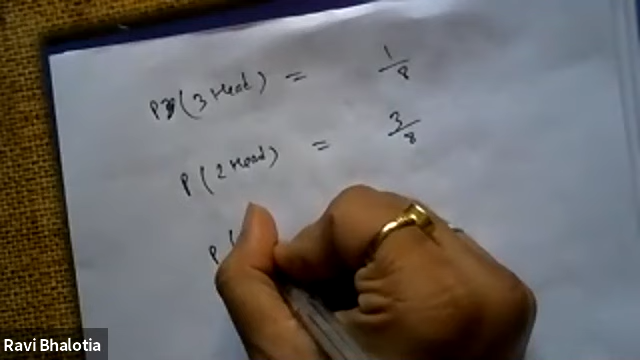 P(3 Head) = 1/8
P(2 Head) = 3/8
P(
Ravi Bhalotia